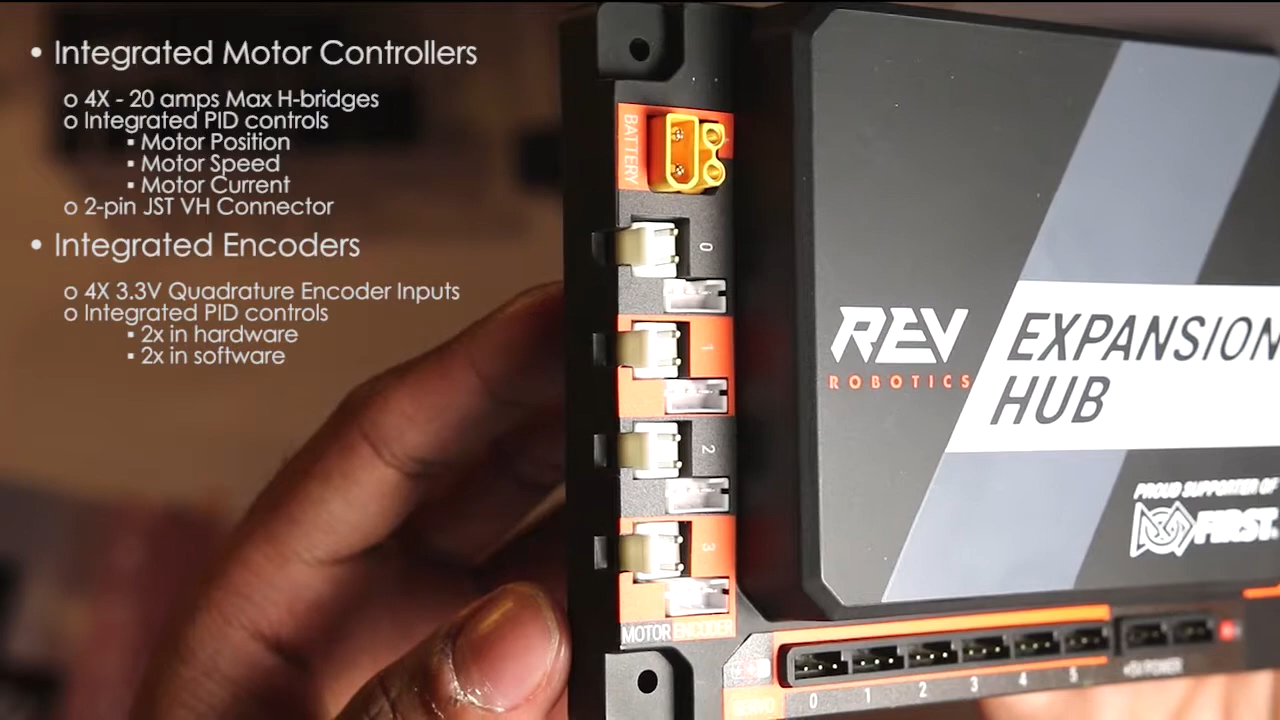 • Integrated Motor Controllers
o 4X - 20 amps Max H-bridges
o Integrated PID controls
▪ Motor Position
▪ Motor Speed
▪ Motor Current
o 2-pin JST VH Connector
• Integrated Encoders
o 4X 3.3V Quadrature Encoder Inputs
o Integrated PID controls
▪ 2x in hardware
▪ 2x in software
BATTERY
0
1
2
3
MOTOR ENCODER
REV
ROBOTICS
EXPANSION
HUB
PROUD SUPPORTER OF
FIRST
SERVO
0 1 2 3 4 5
+5V POWER